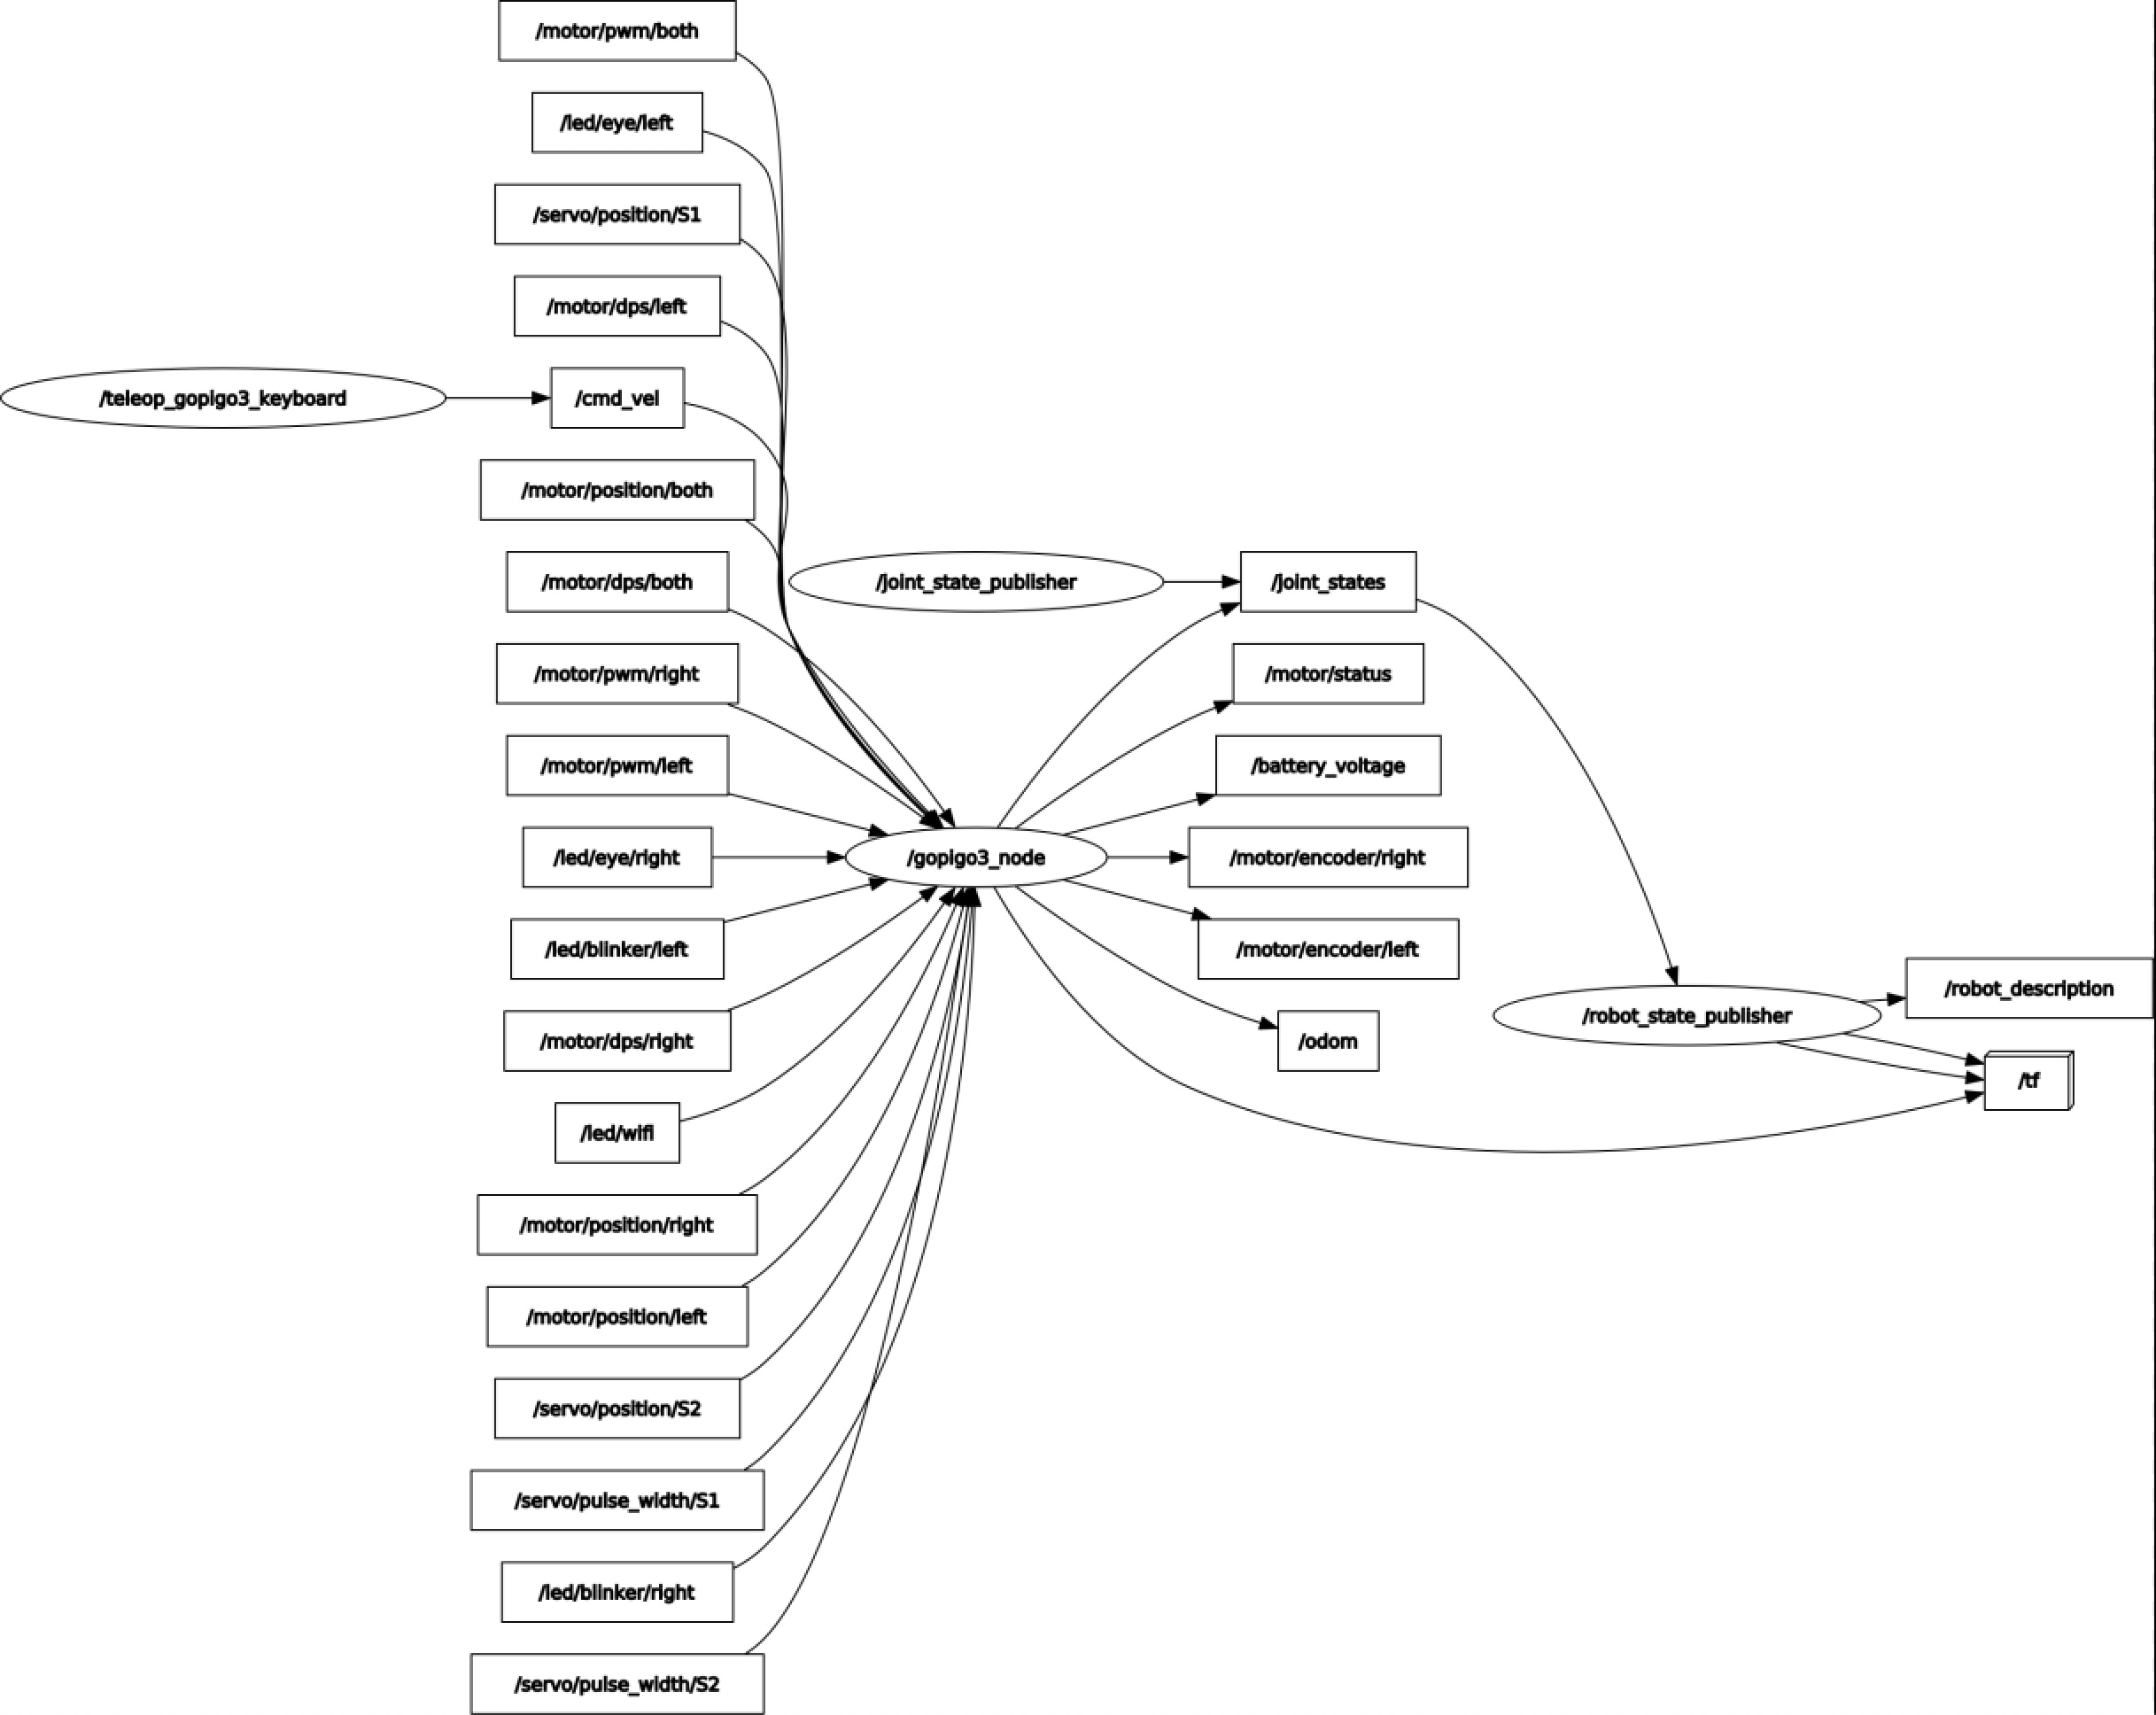 /motor/pwm/both
/led/eye/left
/servo/position/S1
/motor/dps/left
/teleop_gopigo3_keyboard
/cmd_vel
/motor/position/both
/motor/dps/both
/joint_state_publisher
/joint_states
/motor/pwm/right
/motor/status
/motor/pwm/left
/battery_voltage
/led/eye/right
/gopigo3_node
/motor/encoder/right
/led/blinker/left
/motor/encoder/left
/robot_description
/robot_state_publisher
/motor/dps/right
/odom
/tf
/led/wifi
/motor/position/right
/motor/position/left
/servo/position/S2
/servo/pulse_width/S1
/led/blinker/right
/servo/pulse_width/S2